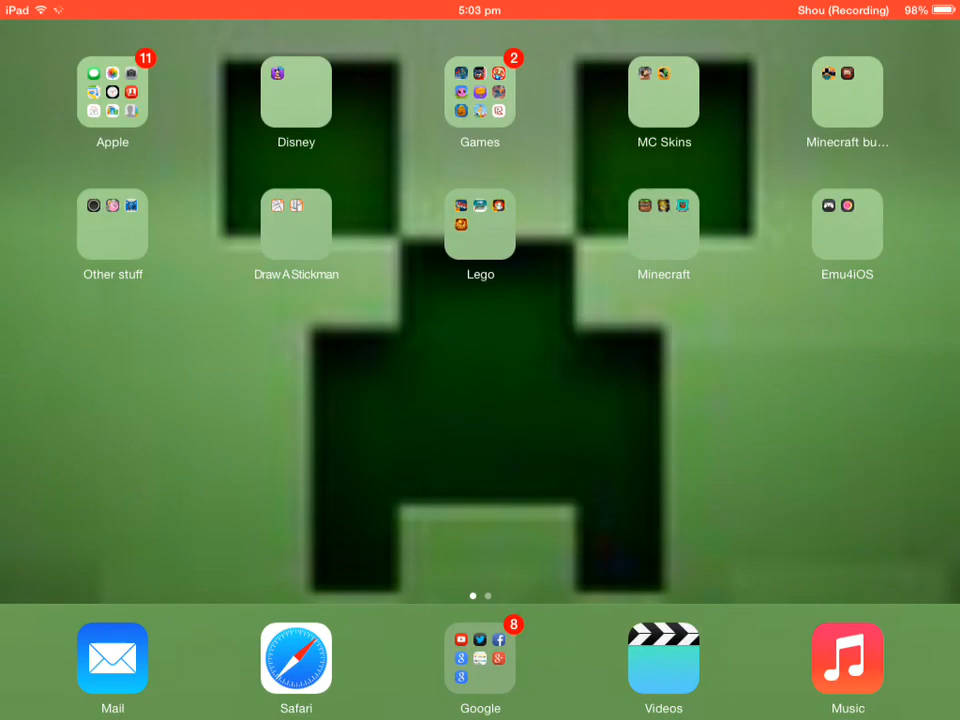 iPad 5:03 pm Shou (Recording) 98%
11 2
Apple Disney Games MC Skins Minecraft bu...
Other stuff Draw A Stickman Lego Minecraft Emu4iOS
8
Mail Safari Google Videos Music